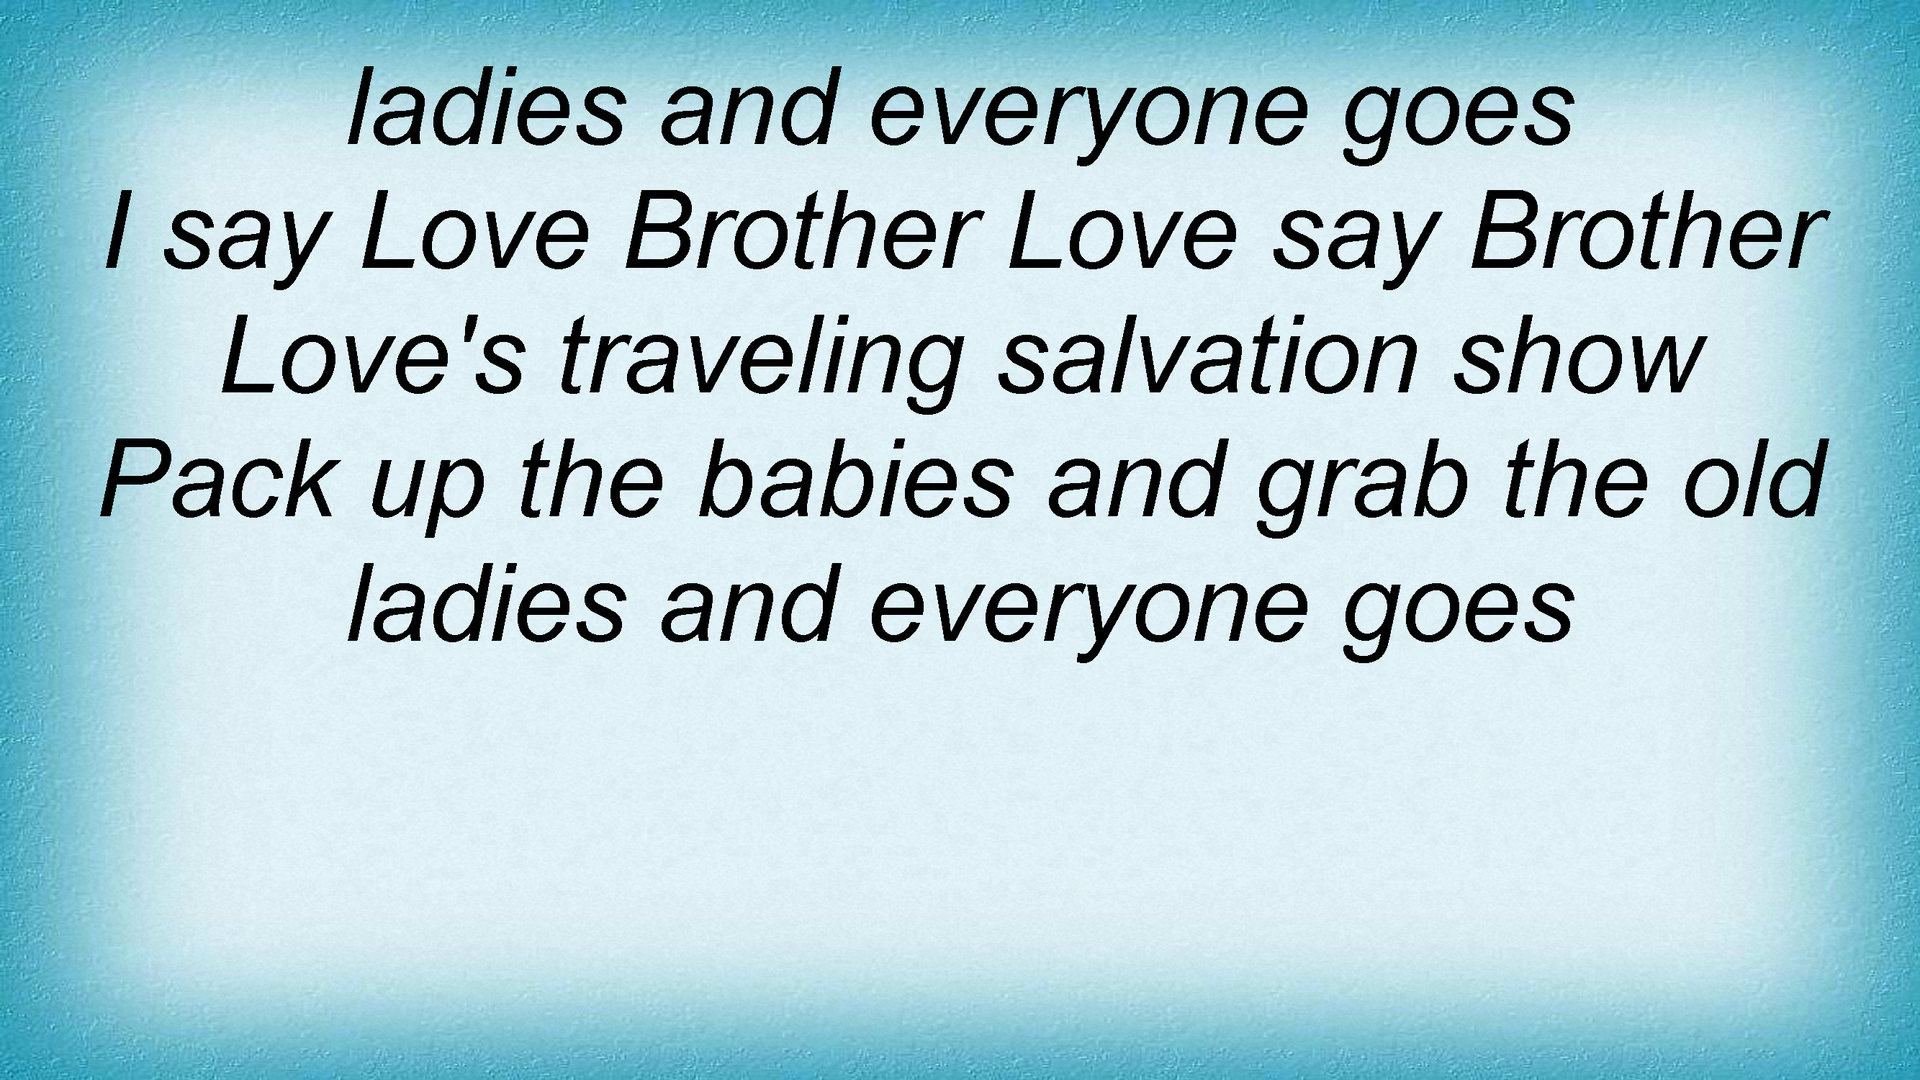 ladies and everyone goes
I say Love Brother Love say Brother
Love's traveling salvation show
Pack up the babies and grab the old
ladies and everyone goes